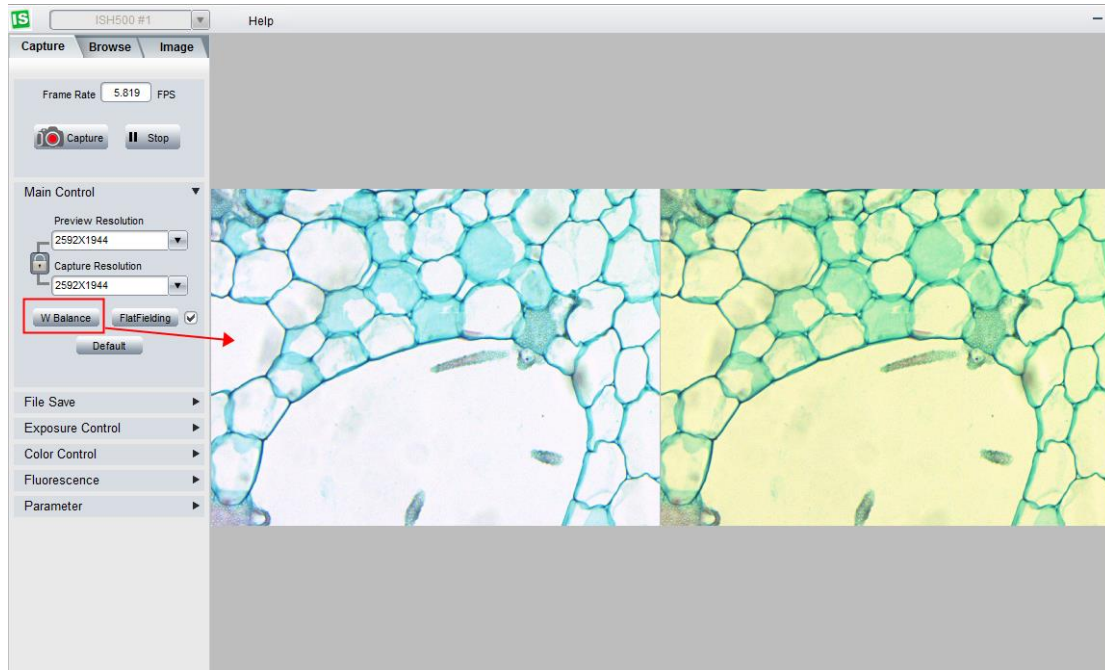 IS ISH500 #1 Help
Capture Browse Image
Frame Rate 5.819 FPS
Capture Stop
Main Control
Preview Resolution
2592X1944
Capture Resolution
2592X1944
W Balance FlatFielding
Default
File Save
Exposure Control
Color Control
Fluorescence
Parameter